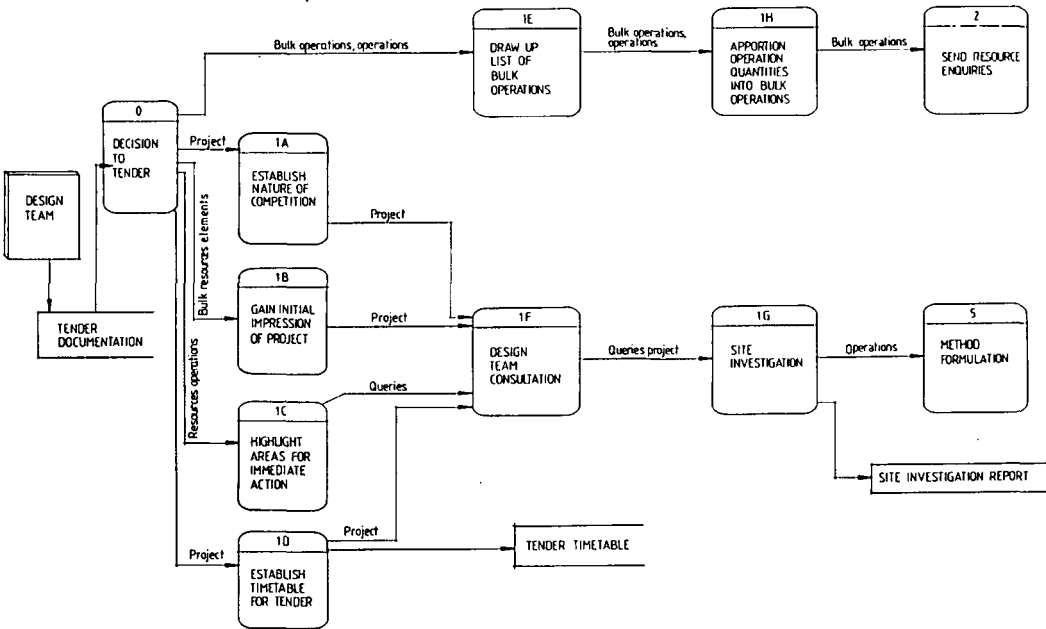 1E
DRAW UP
LIST OF
BULK
OPERATIONS
1H
APPORTION
OPERATION
QUANTITIES
INTO BULK
OPERATIONS
2
SEND RESOURCE
ENQUIRIES
Bulk operations, operations
Bulk operations,
operations
Bulk operations
0
DECISION
TO
TENDER
Project
1A
ESTABLISH
NATURE OF
COMPETITION
Project
DESIGN
TEAM
Bulk resources elements
1B
GAIN INITIAL
IMPRESSION
OF PROJECT
Project
TENDER
DOCUMENTATION
1F
DESIGN
TEAM
CONSULTATION
Queries project
1G
SITE
INVESTIGATION
Operations
5
METHOD
FORMULATION
Resources operations
Queries
1C
HIGHLIGHT
AREAS FOR
IMMEDIATE
ACTION
SITE INVESTIGATION REPORT
Project
1D
ESTABLISH
TIMETABLE
FOR TENDER
Project
TENDER TIMETABLE